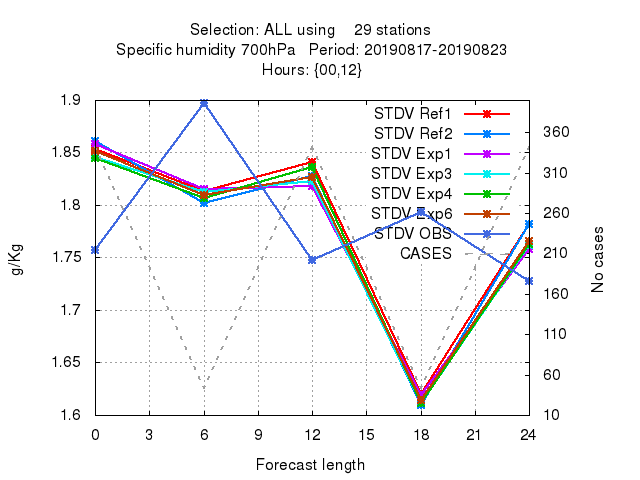 Selection: ALL using    29 stations
Specific humidity 700hPa   Period: 20190817-20190823
Hours: {00,12}
STDV Ref1
STDV Ref2
STDV Exp1
STDV Exp3
STDV Exp4
STDV Exp6
STDV OBS
CASES
1.9
1.85
1.8
1.75
1.7
1.65
1.6
g/Kg
360
310
260
210
160
110
60
10
No cases
0 3 6 9 12 15 18 21 24
Forecast length